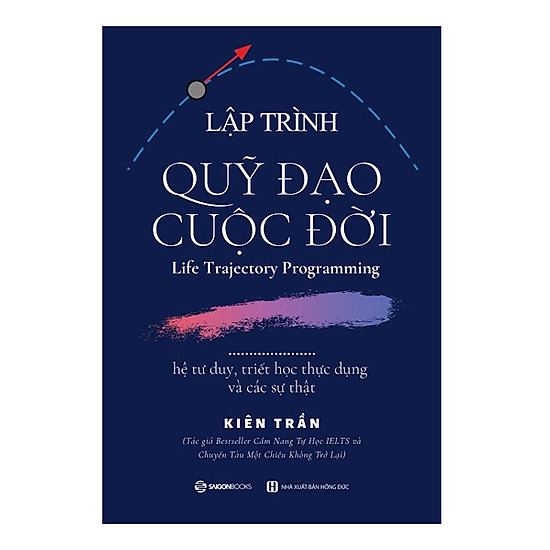 LẬP TRÌNH
QUỸ ĐẠO
CUỘC ĐỜI
Life Trajectory Programming
hệ tư duy, triết học thực dụng
và các sự thật
KIÊN TRẦN
(Tác giả Bestseller Cẩm Nang Tự Học IELTS và
Chuyến Tàu Một Chiều Không Trở Lại)
SAIGONBOOKS
NHÀ XUẤT BẢN HỒNG ĐỨC